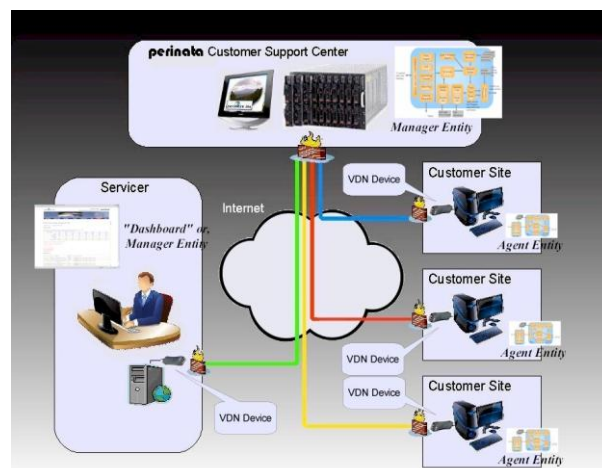 perinata Customer Support Center
Manager Entity
Servicer
"Dashboard" or,
Manager Entity
Internet
VDN Device
Customer Site
Agent Entity
Customer Site
Agent Entity
VDN Device
VDN Device
Customer Site
Agent Entity
VDN Device